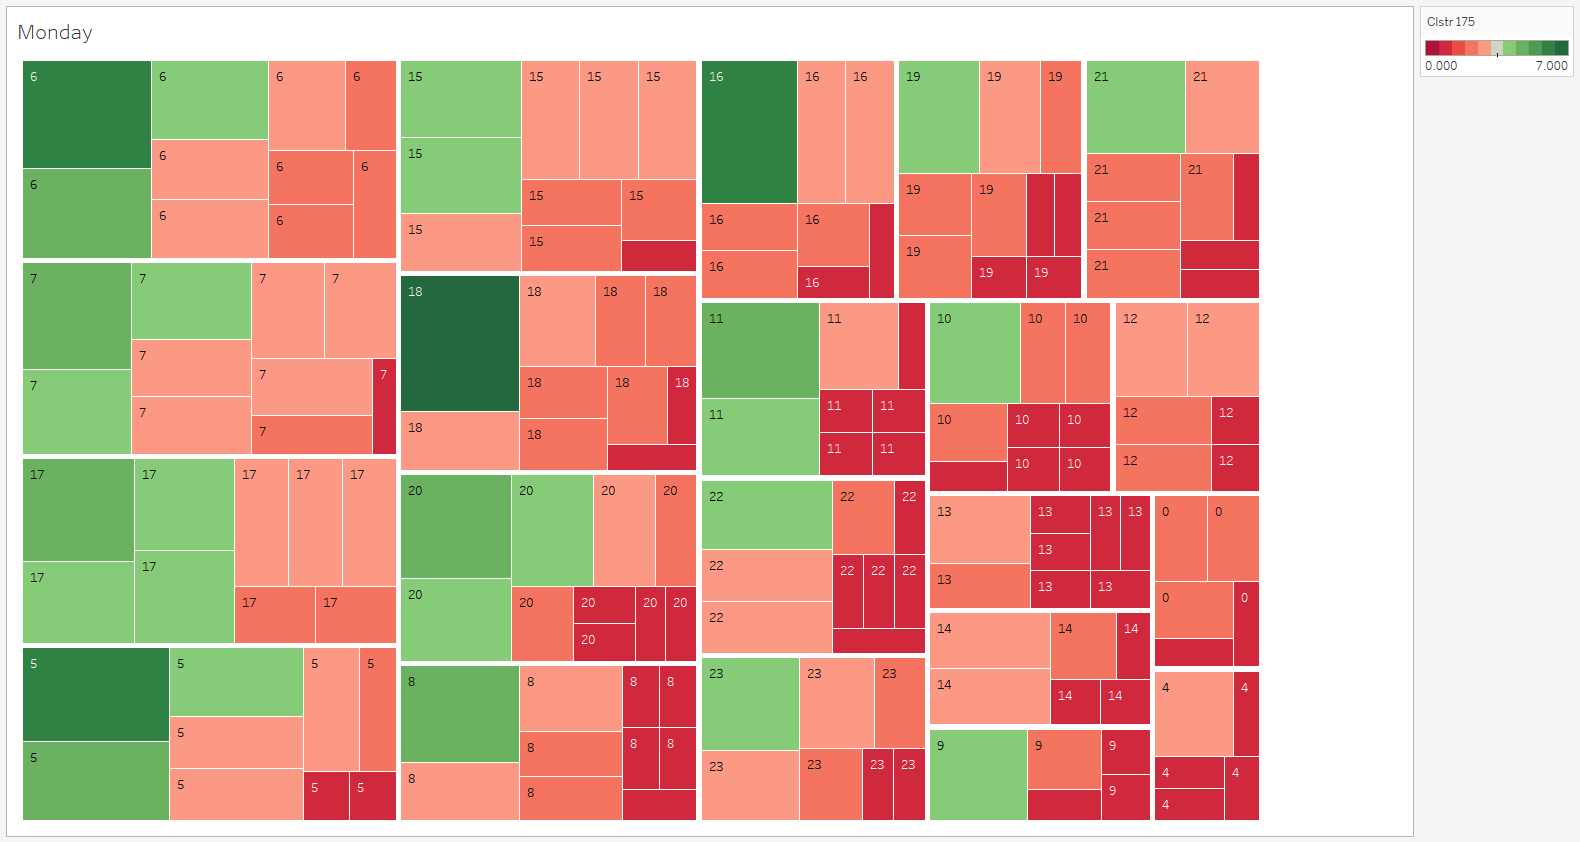 Monday
6 6 6 6
6
6 6
6
6
6
7 7 7 7
7
7 7
7
7
7
17 17 17 17 17
17
17
17 17
5 5 5 5
5
5
5
5 5
15 15 15 15
15
15 15
15
15
18 18 18 18
18 18 18
18
18
20 20 20 20
20
20 20 20 20
20
8 8 8 8
8 8
8
8
8
16 16 16
16 16
16
16
19 19 19
19 19
19
19 19
21 21
21 21
21
21
11 11
11 11
11
11 11
10 10 10
10 10 10
10 10
12 12
12 12
12 12
22 22 22
22
22 22 22
22
23 23 23
23 23 23 23
13 13 13 13
13
13 13 13
0 0
0 0
14 14 14
14
14 14
4 4
4 4
4
9 9 9
9
Clstr 175
0.000 7.000